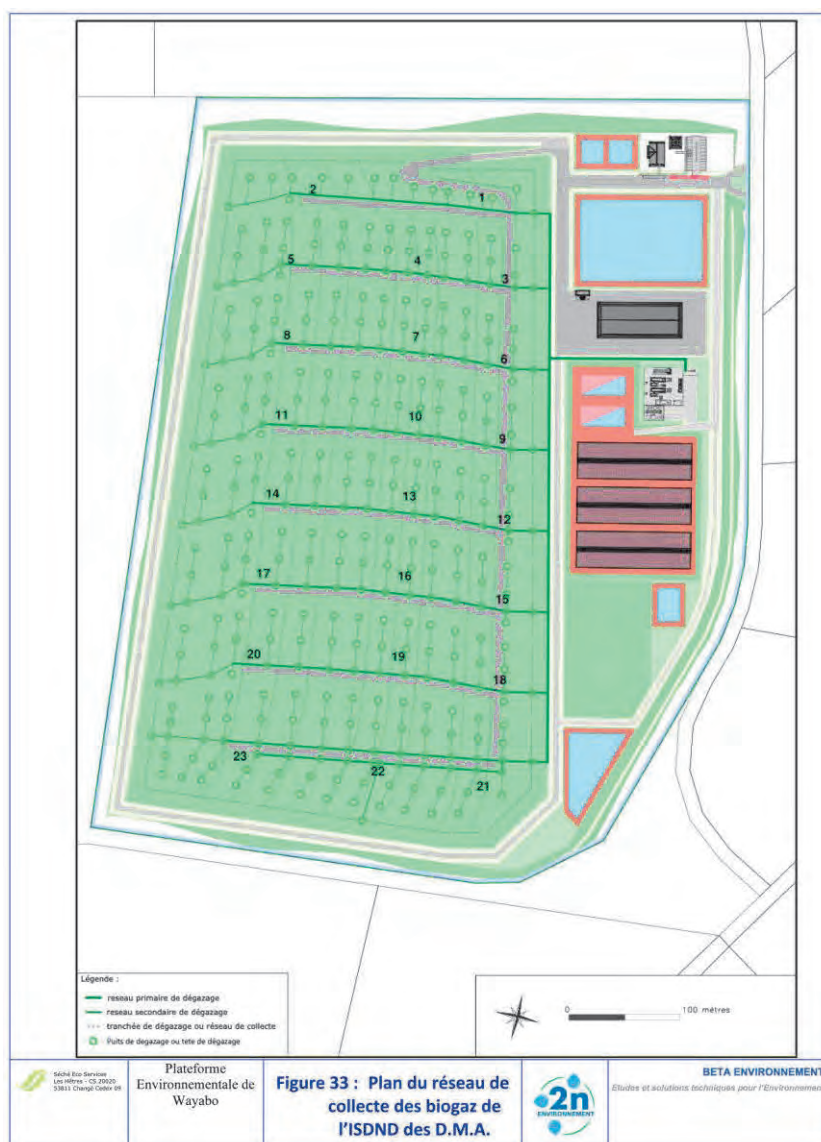 2
1
5
4
3
8
7
6
11
10
9
14
13
12
17
16
15
20
19
18
23
22
21
Légende :
reseau primaire de dégazage
reseau secondaire de dégazage
tranchée de dégazage ou réseau de collecte
Puits de degazage ou tete de dégazage
0 100 mètres
Séché Eco Services
Les Hêtres - CS 20020
53811 Changé Cedex 09
Plateforme
Environnementale de
Wayabo
Figure 33 : Plan du réseau de
collecte des biogaz de
l'ISDND des D.M.A.
2n
ENVIRONNEMENT
BETA ENVIRONNEMENT
Etudes et solutions techniques pour l'Environnement